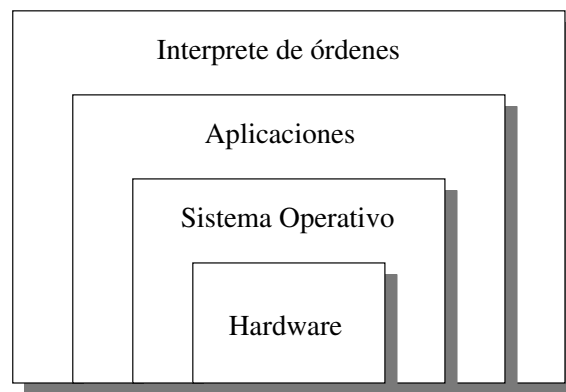 Interprete de órdenes
Aplicaciones
Sistema Operativo
Hardware